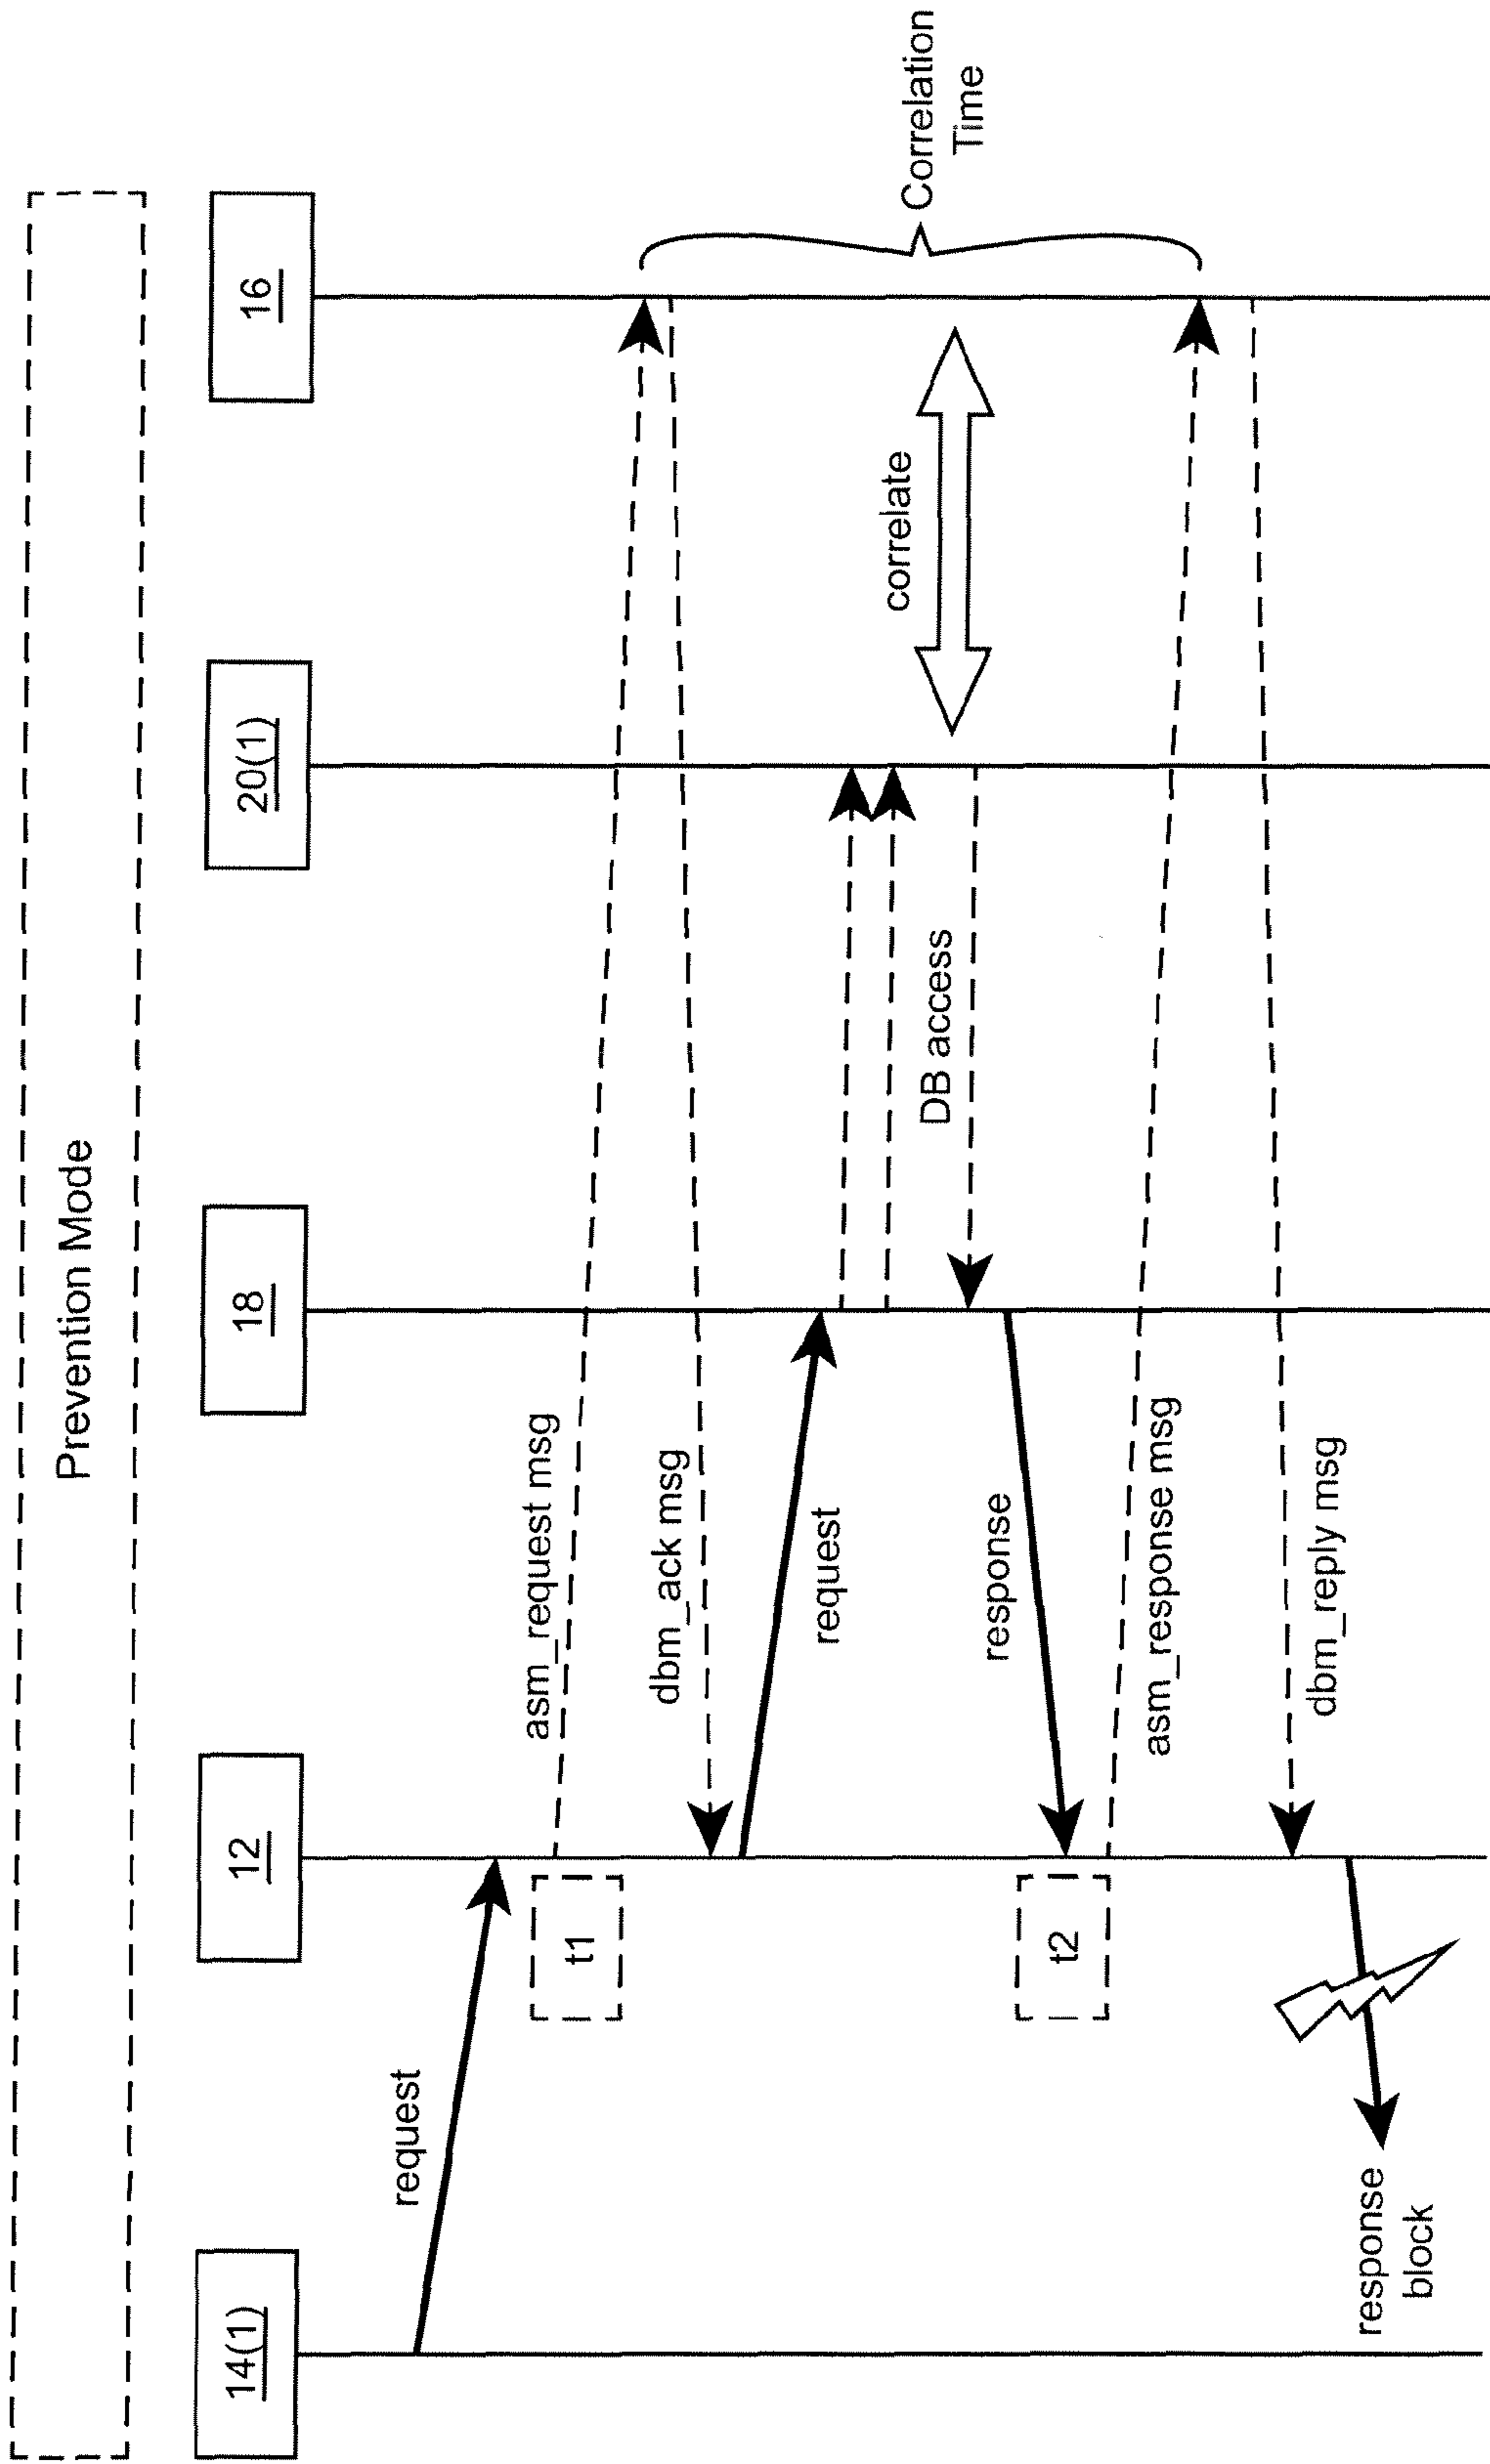 Prevention Mode
14(1)
12
18
20(1)
16
request
t1
asm_request msg
dbm_ack msg
request
DB access
correlate
Correlation
Time
response
t2
asm_response msg
dbm_reply msg
response
block